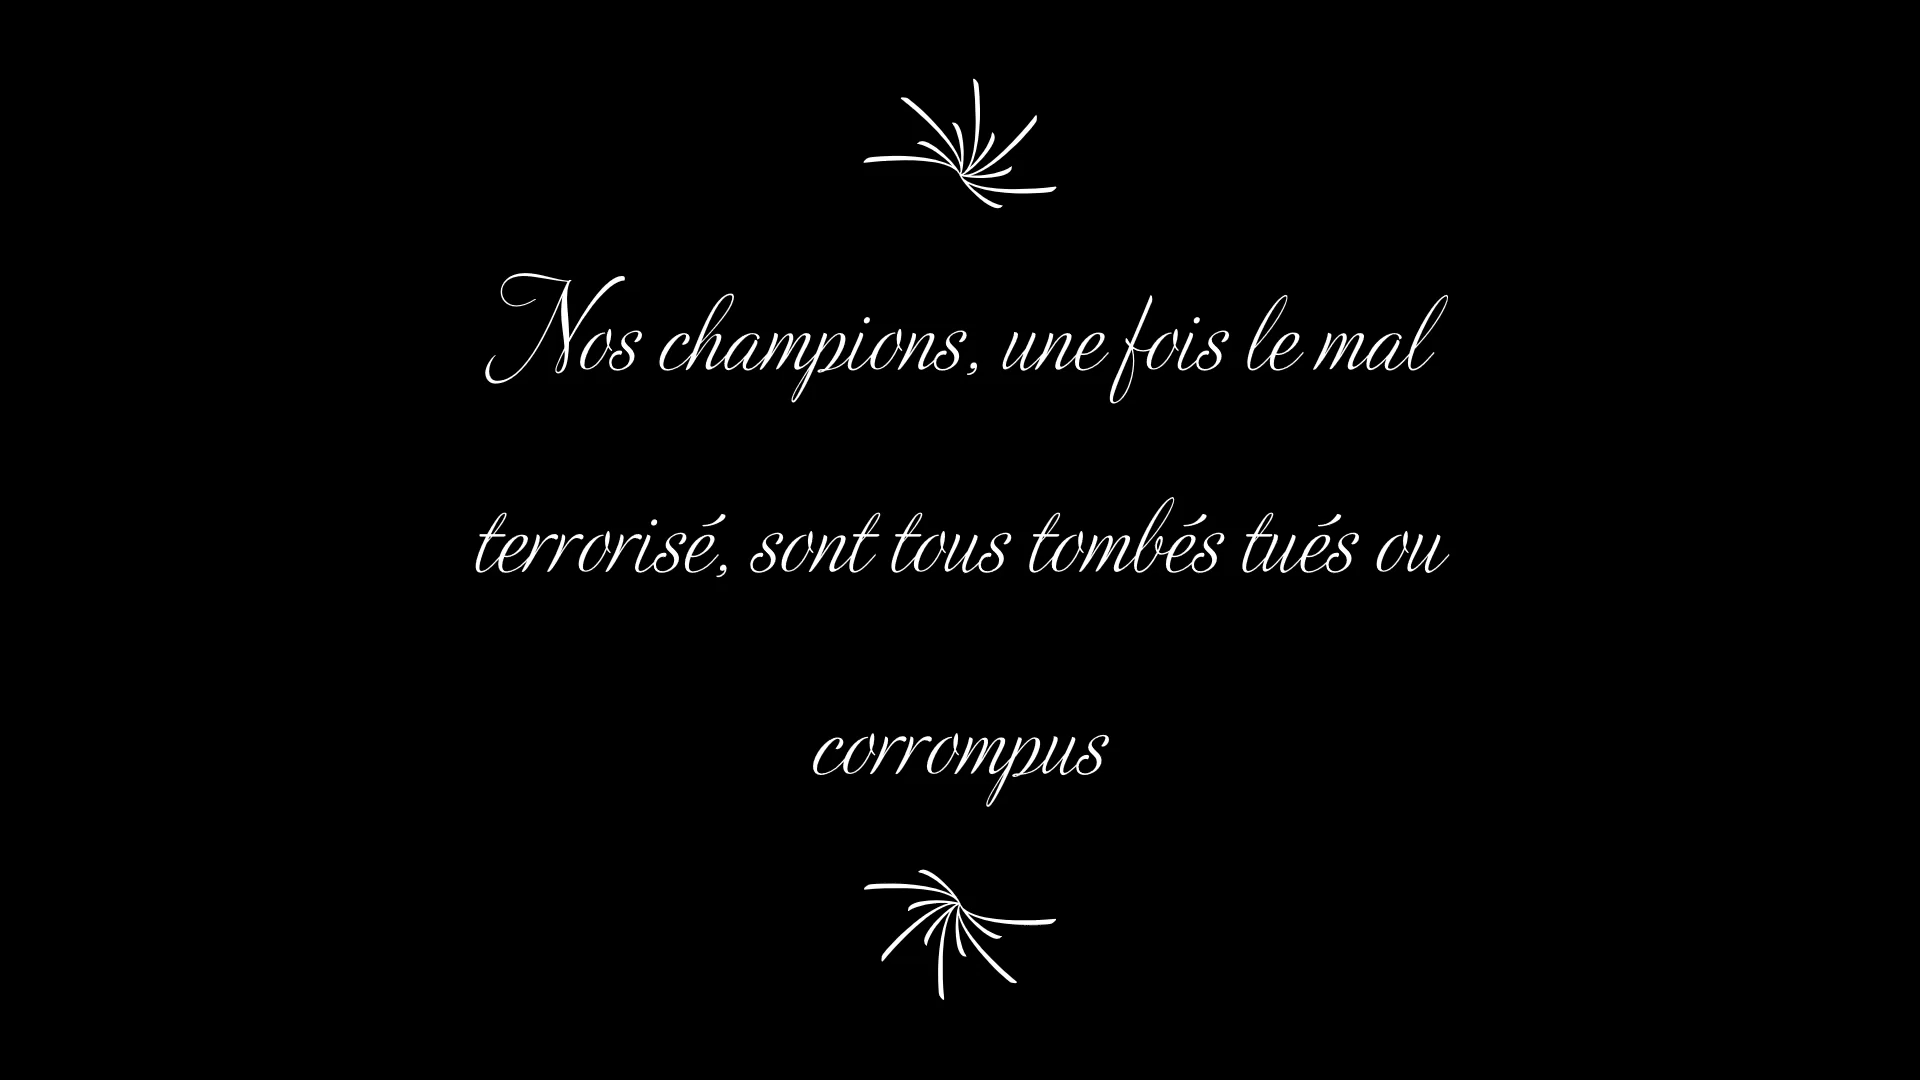 Nos champions, une fois le mal
terrorisé, sont tous tombés tués ou
corrompus